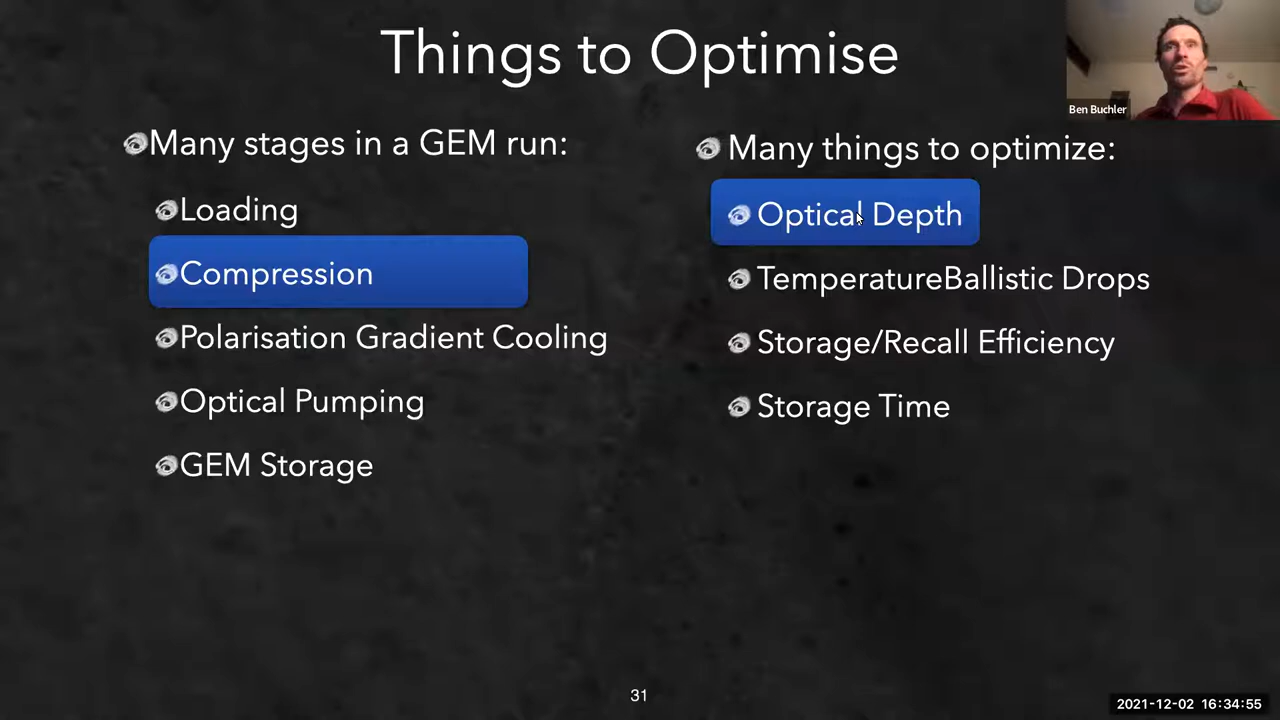 Things to Optimise
Ben Buchler
Many stages in a GEM run:
Loading
Compression
Polarisation Gradient Cooling
Optical Pumping
GEM Storage
Many things to optimize:
Optical Depth
TemperatureBallistic Drops
Storage/Recall Efficiency
Storage Time
31
2021-12-02 16:34:55